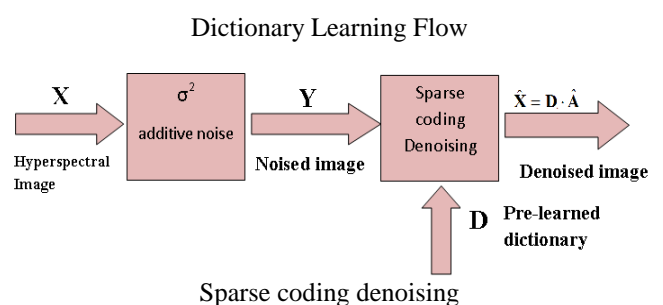 Dictionary Learning Flow
X
Hyperspectral
Image
σ²
additive noise
Y
Noised image
Sparse
coding
Denoising
X̂ = D · Â
Denoised image
D
Pre-learned
dictionary
Sparse coding denoising